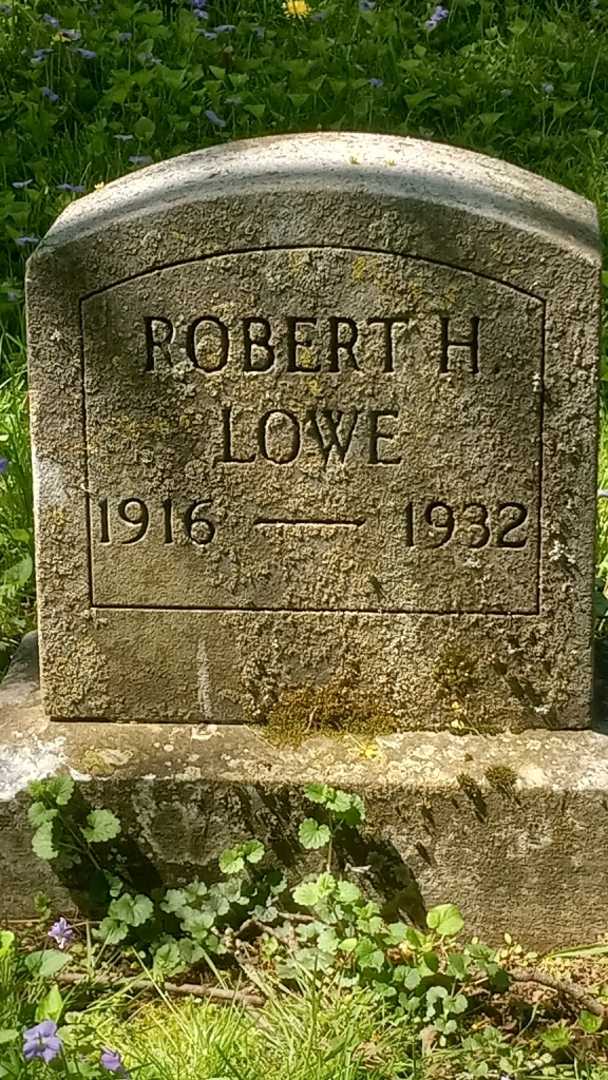 ROBERT H.
LOWE
1916 — 1932